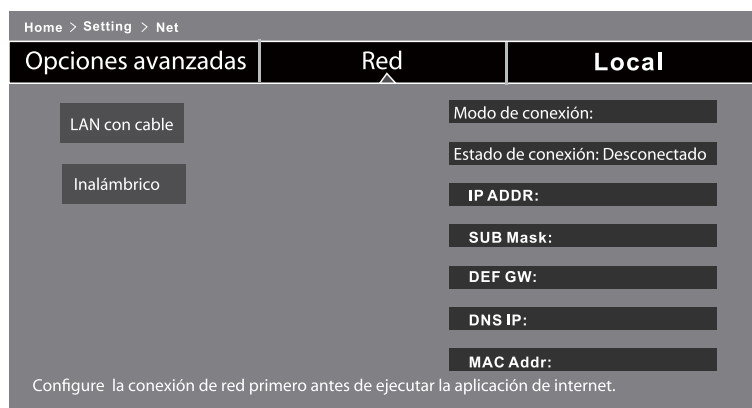 Home > Setting > Net
Opciones avanzadas
Red
Local
LAN con cable
Inalámbrico
Modo de conexión:
Estado de conexión: Desconectado
IP ADDR:
SUB Mask:
DEF GW:
DNS IP:
MAC Addr:
Configure la conexión de red primero antes de ejecutar la aplicación de internet.